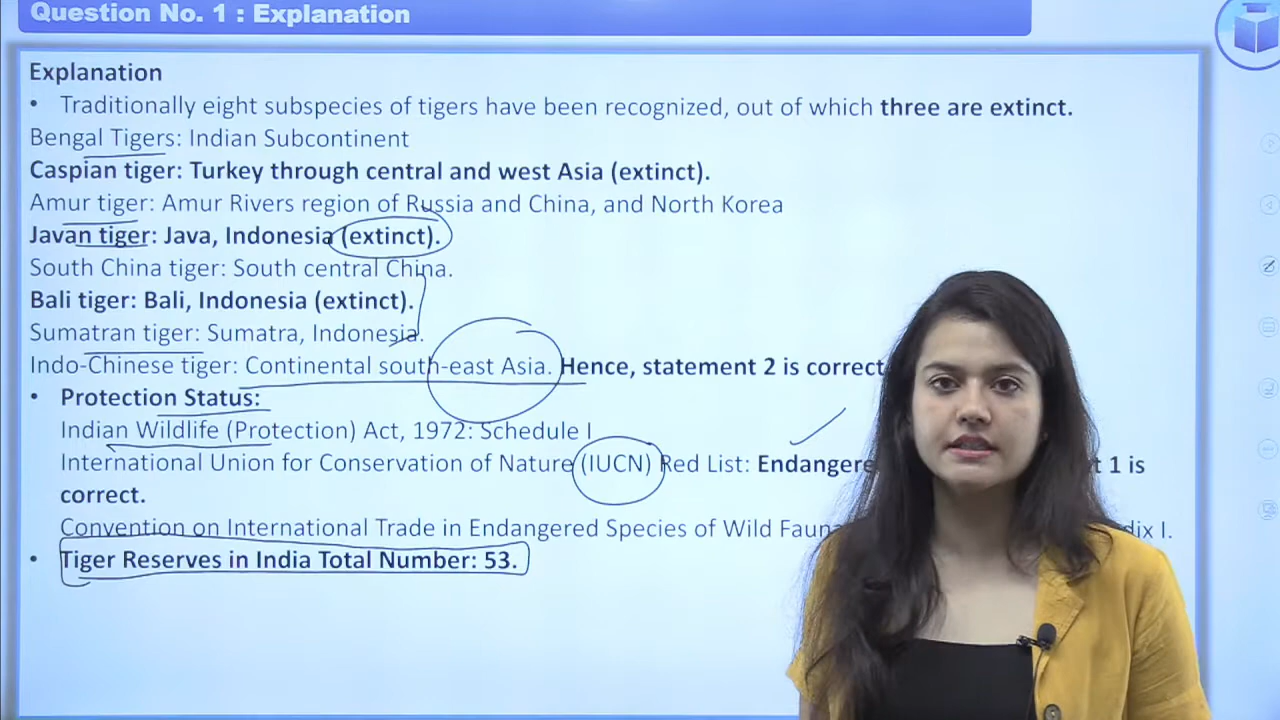 Question No. 1 : Explanation
Explanation
• Traditionally eight subspecies of tigers have been recognized, out of which three are extinct.
Bengal Tigers: Indian Subcontinent
Caspian tiger: Turkey through central and west Asia (extinct).
Amur tiger: Amur Rivers region of Russia and China, and North Korea
Javan tiger: Java, Indonesia (extinct).
South China tiger: South central China.
Bali tiger: Bali, Indonesia (extinct).
Sumatran tiger: Sumatra, Indonesia.
Indo-Chinese tiger: Continental south-east Asia. Hence, statement 2 is correct
• Protection Status:
Indian Wildlife (Protection) Act, 1972: Schedule I
International Union for Conservation of Nature (IUCN) Red List: Endangere t 1 is
correct.
Convention on International Trade in Endangered Species of Wild Faun dix I.
• Tiger Reserves in India Total Number: 53.